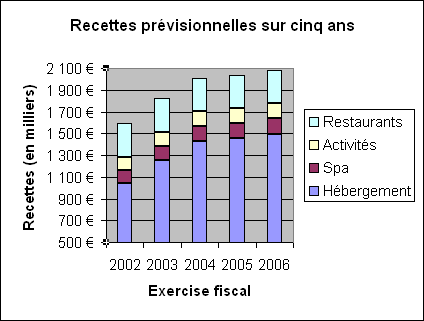 Recettes prévisionnelles sur cinq ans
Recettes (en milliers)
2 100 €
1 900 €
1 700 €
1 500 €
1 300 €
1 100 €
900 €
700 €
500 €
2002 2003 2004 2005 2006
Exercise fiscal
Restaurants
Activités
Spa
Hébergement